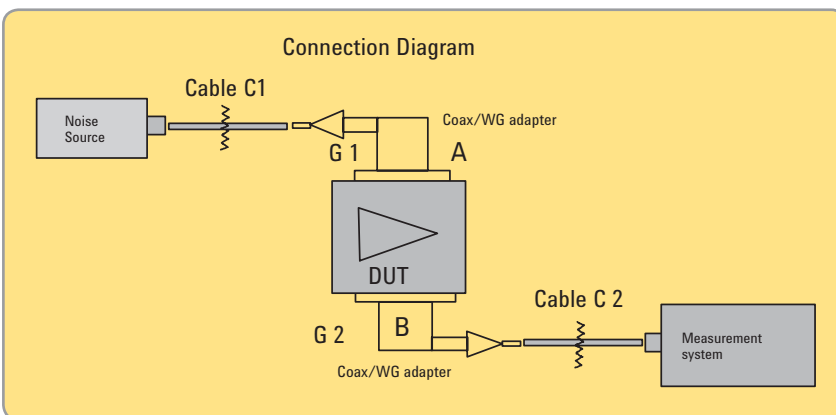 Connection Diagram
Cable C1
Noise
Source
Coax/WG adapter
G 1
A
DUT
Cable C 2
G 2
B
Measurement
system
Coax/WG adapter